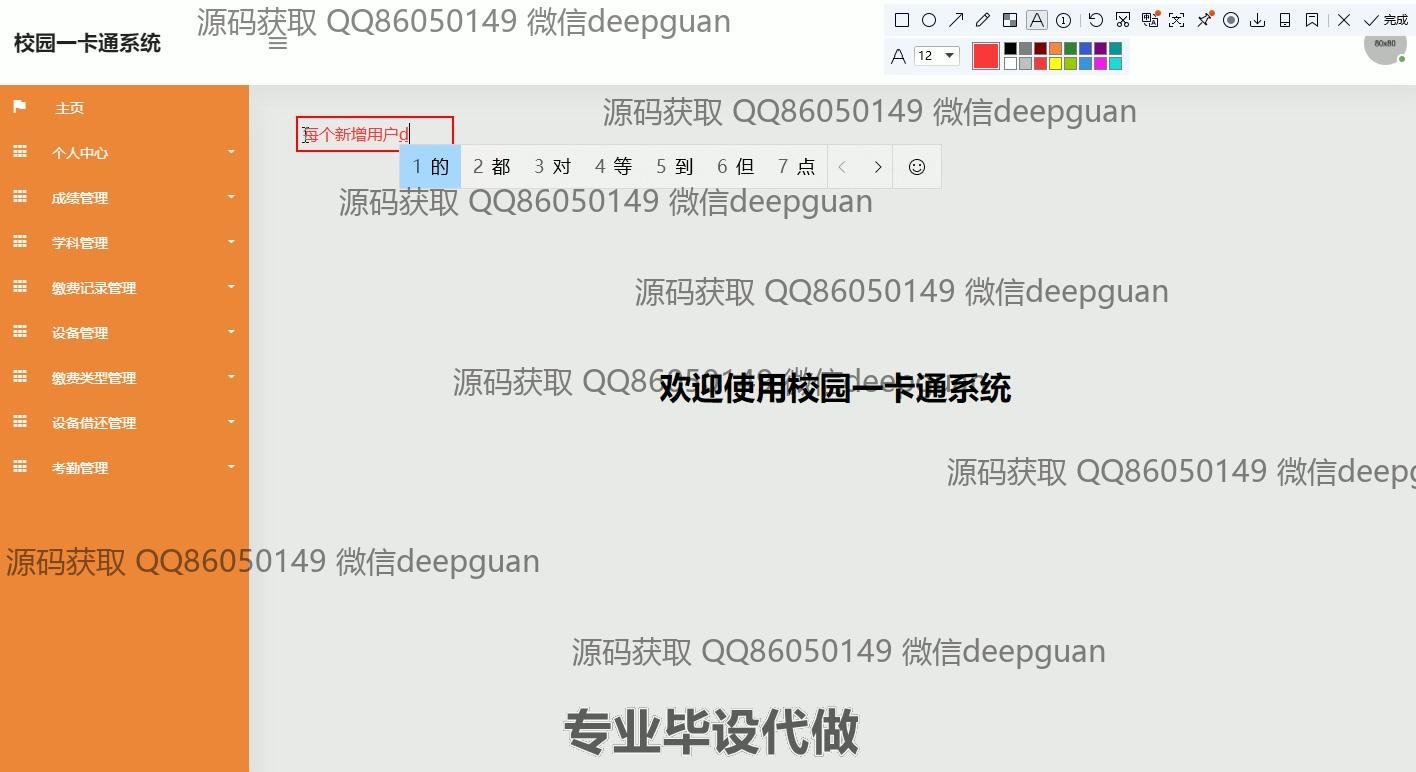 源码获取 QQ86050149 微信deepguan
校园一卡通系统
完成
12
80x80
主页
源码获取 QQ86050149 微信deepguan
每个新增用户d
个人中心
1 的 2 都 3 对 4 等 5 到 6 但 7 点
成绩管理
源码获取 QQ86050149 微信deepguan
学科管理
缴费记录管理
源码获取 QQ86050149 微信deepguan
设备管理
缴费类型管理
源码获取 QQ86050149 微信deepguan
欢迎使用校园一卡通系统
设备借还管理
考勤管理
源码获取 QQ86050149 微信deepg
源码获取 QQ86050149 微信deepguan
源码获取 QQ86050149 微信deepguan
专业毕设代做